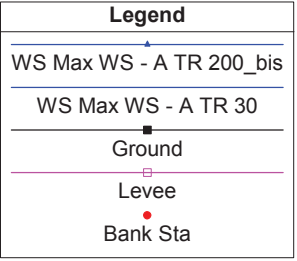 Legend
WS Max WS - A TR 200_bis
WS Max WS - A TR 30
Ground
Levee
Bank Sta